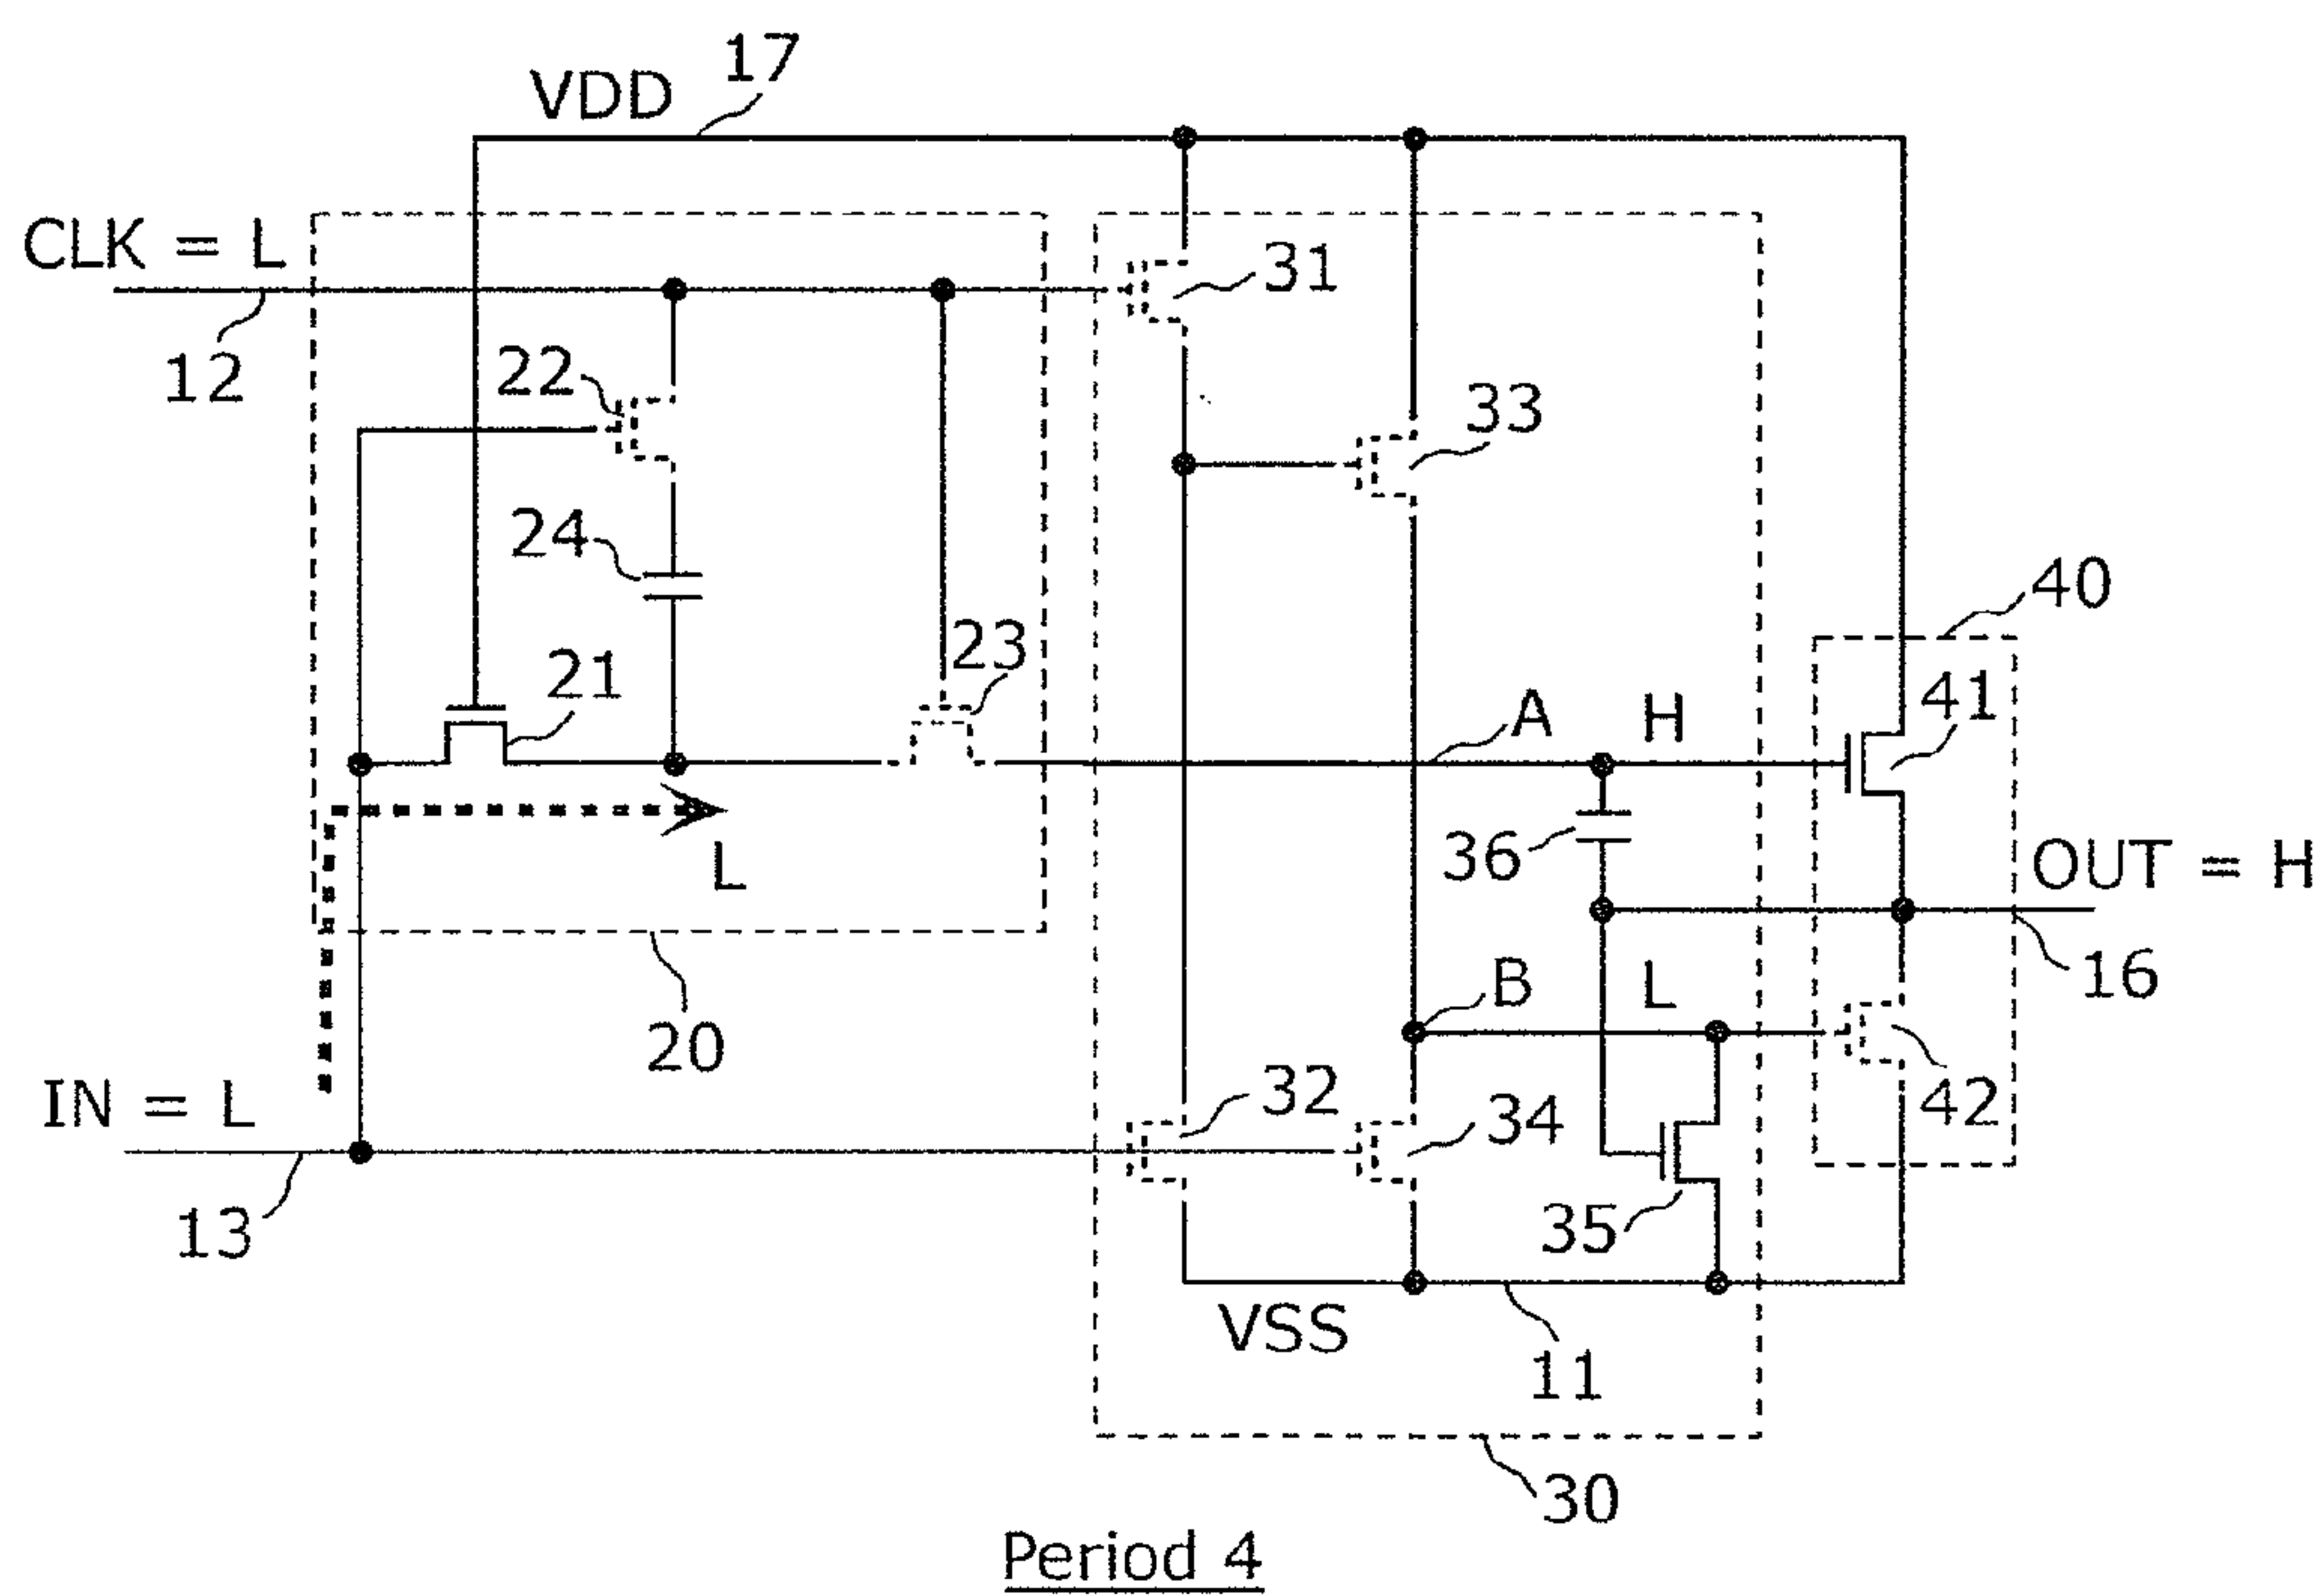 17
VDD
CLK = L
12
22
31
33
24
23
21
40
41
A
H
36
L
OUT = H
B
L
16
20
IN = L
32
34
42
13
35
VSS
11
30
Period 4